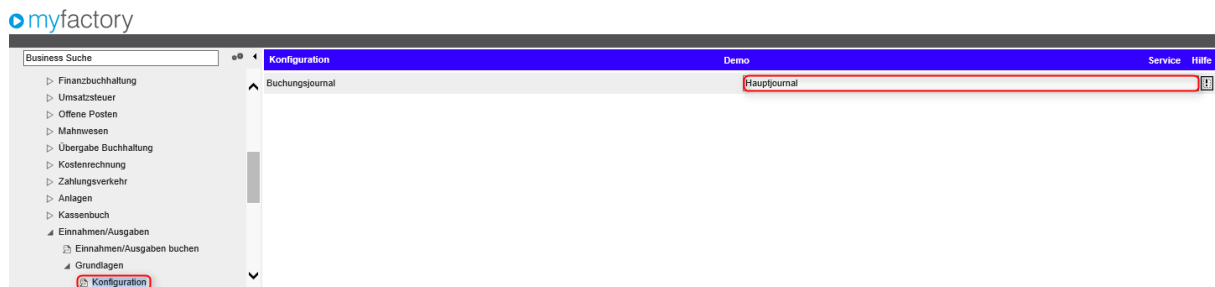 myfactory
Business Suche
Konfiguration Demo Service Hilfe
Buchungsjournal Hauptjournal
Finanzbuchhaltung
Umsatzsteuer
Offene Posten
Mahnwesen
Übergabe Buchhaltung
Kostenrechnung
Zahlungsverkehr
Anlagen
Kassenbuch
Einnahmen/Ausgaben
Einnahmen/Ausgaben buchen
Grundlagen
Konfiguration